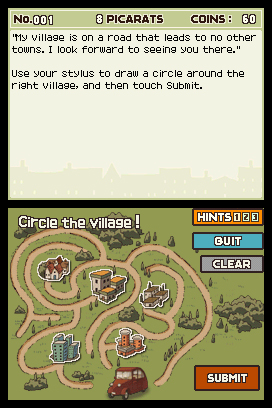 No.001 8 PICARATS COINS: 60
"My village is on a road that leads to no other
towns. I look forward to seeing you there."
Use your stylus to draw a circle around the
right village, and then touch Submit.
Circle the village!
HINTS 1 2 3
QUIT
CLEAR
SUBMIT